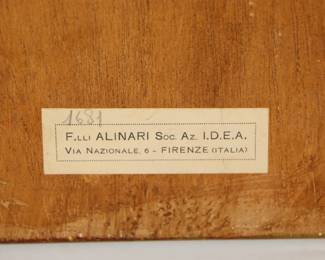 1681
F.LLI ALINARI SOC. AZ. I.D.E.A.
VIA NAZIONALE, 6 - FIRENZE (ITALIA)